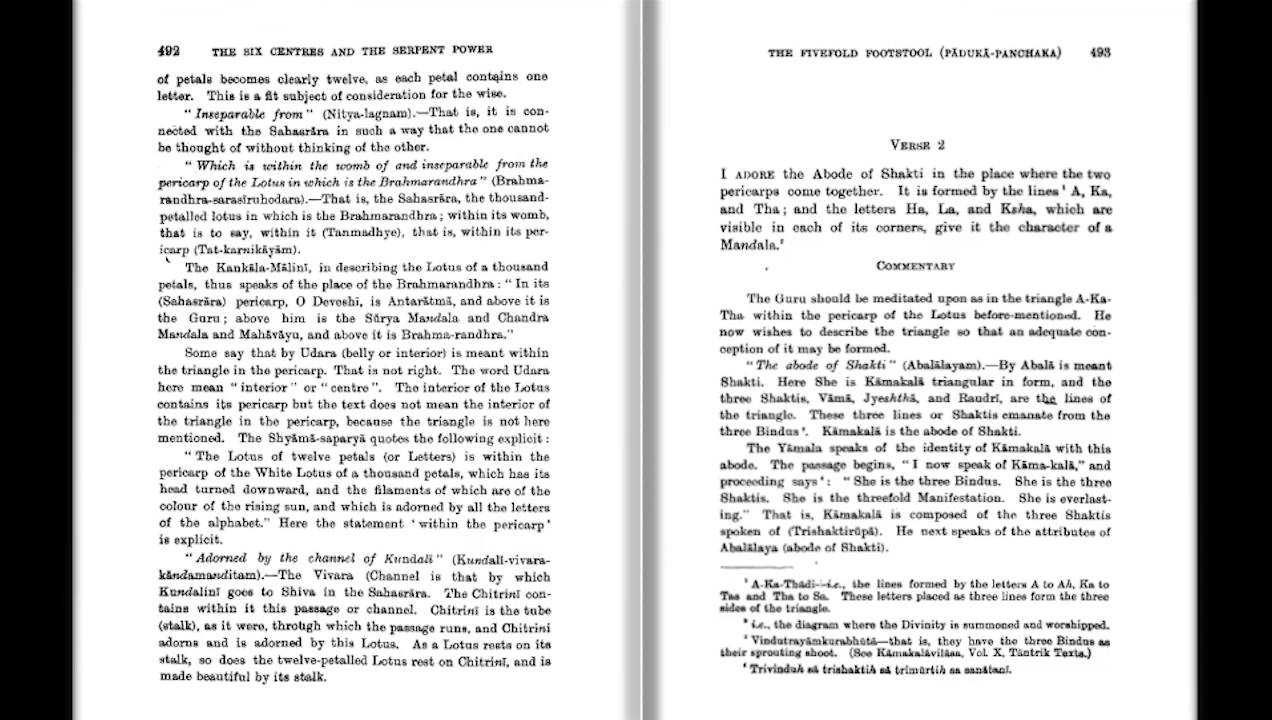 492 THE SIX CENTRES AND THE SERPENT POWER
of petals becomes clearly twelve, as each petal contains one
letter. This is a fit subject of consideration for the wise.
"Inseparable from" (Nitya-lagnam).—That is, it is con-
nected with the Sahasrāra in such a way that the one cannot
be thought of without thinking of the other.
"Which is within the womb of and inseparable from the
pericarp of the Lotus in which is the Brahmarandhra" (Brahma-
randhra-sarasīruhodara).—That is, the Sahasrāra, the thousand-
petalled lotus in which is the Brahmarandhra; within its womb,
that is to say, within it (Tanmadhye), that is, within its per-
icarp (Tat-karnikāyām).
The Kankāla-Mālinī, in describing the Lotus of a thousand
petals, thus speaks of the place of the Brahmarandhra: "In its
(Sahasrāra) pericarp, O Deveshī, is Antarātmā, and above it is
the Guru; above him is the Sūrya Mandala and Chandra
Mandala and Mahāvāyu, and above it is Brahma-randhra."
Some say that by Udara (belly or interior) is meant within
the triangle in the pericarp. That is not right. The word Udara
here mean "interior" or "centre". The interior of the Lotus
contains its pericarp but the text does not mean the interior of
the triangle in the pericarp, because the triangle is not here
mentioned. The Shyāmā-saparyā quotes the following explicit:
"The Lotus of twelve petals (or Letters) is within the
pericarp of the White Lotus of a thousand petals, which has its
head turned downward, and the filaments of which are of the
colour of the rising sun, and which is adorned by all the letters
of the alphabet." Here the statement 'within the pericarp'
is explicit.
"Adorned by the channel of Kundalī" (Kundalī-vivara-
kāndamanditam).—The Vivara (Channel is that by which
Kundalinī goes to Shiva in the Sahasrāra. The Chitrinī con-
tains within it this passage or channel. Chitrinī is the tube
(stalk), as it were, through which the passage runs, and Chitrini
adorns and is adorned by this Lotus. As a Lotus rests on its
stalk, so does the twelve-petalled Lotus rest on Chitrinī, and is
made beautiful by its stalk.
THE FIVEFOLD FOOTSTOOL (PĀDUKĀ-PANCHAKA) 493
VERSE 2
I ADORE the Abode of Shakti in the place where the two
pericarps come together. It is formed by the lines¹ A, Ka,
and Tha; and the letters Ha, La, and Ksha, which are
visible in each of its corners, give it the character of a
Mandala.²
COMMENTARY
The Guru should be meditated upon as in the triangle A-Ka-
Tha within the pericarp of the Lotus before-mentioned. He
now wishes to describe the triangle so that an adequate con-
ception of it may be formed.
"The abode of Shakti" (Abalālayam).—By Abalā is meant
Shakti. Here She is Kāmakalā triangular in form, and the
three Shaktis, Vāmā, Jyeshthā, and Raudrī, are the lines of
the triangle. These three lines or Shaktis emanate from the
three Bindus³. Kāmakalā is the abode of Shakti.
The Yāmala speaks of the identity of Kāmakalā with this
abode. The passage begins, "I now speak of Kāma-kalā," and
proceeding says⁴: "She is the three Bindus. She is the three
Shaktis. She is the threefold Manifestation. She is everlast-
ing." That is, Kāmakalā is composed of the three Shaktis
spoken of (Trishaktirūpā). He next speaks of the attributes of
Abalālaya (abode of Shakti).
¹ A-Ka-Thādi—i.e., the lines formed by the letters A to Ah, Ka to
Taa and Tha to Sa. These letters placed as three lines form the three
sides of the triangle.
² i.e., the diagram where the Divinity is summoned and worshipped.
³ Vindutrayāmkurabhūtā—that is, they have the three Bindus as
their sprouting shoot. (See Kāmakalāvilāsa, Vol. X, Tāntrik Texts.)
⁴ Trivinduh sā trishaktih sā trimūrtih sa sanātanī.